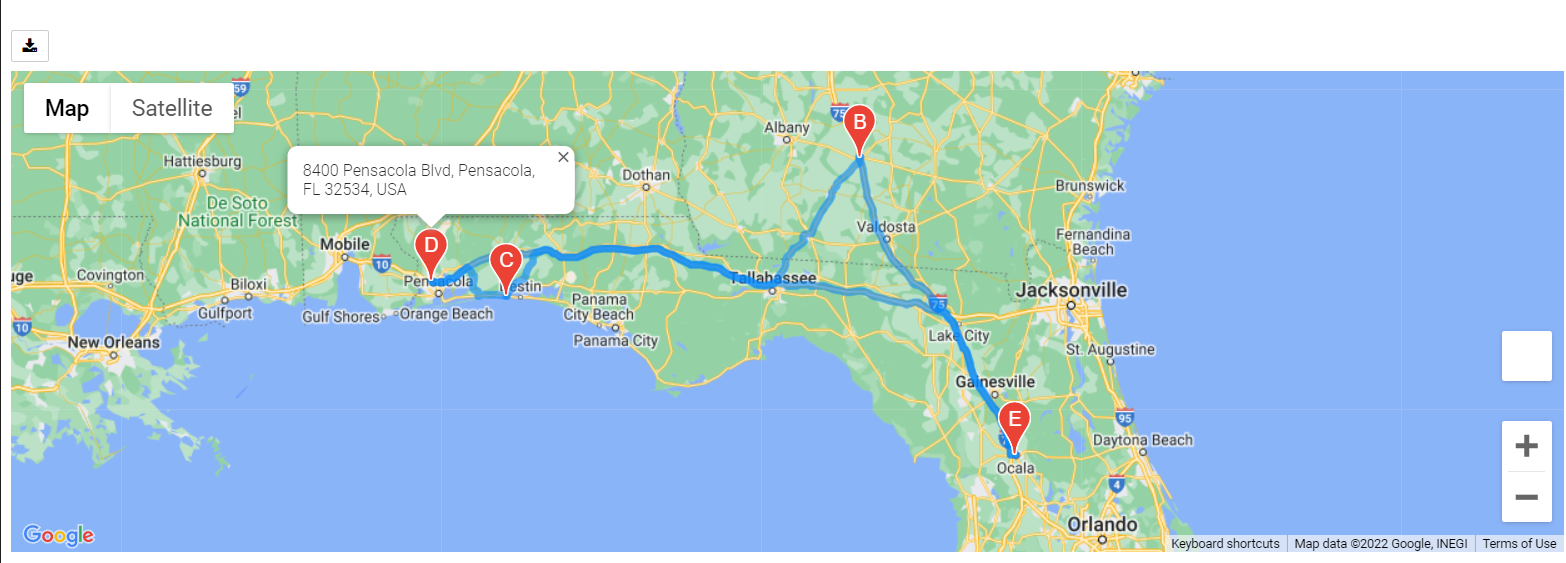 Map
Satellite
59
el
75
B
Albany
8400 Pensacola Blvd, Pensacola,
FL 32534, USA
Hattiesburg
Dothan
Brunswick
De Soto
National Forest
Valdosta
D
Mobile
C
Fernandina
Beach
10
uge
Covington
Pensacola
Destin
Tallahassee
Jacksonville
Biloxi
Gulfport
Gulf Shores
Orange Beach
Panama
City Beach
75
10
New Orleans
Panama City
Lake City
St. Augustine
Gainesville
E
95
Daytona Beach
Ocala
4
Orlando
Google
Keyboard shortcuts
Map data ©2022 Google, INEGI
Terms of Use